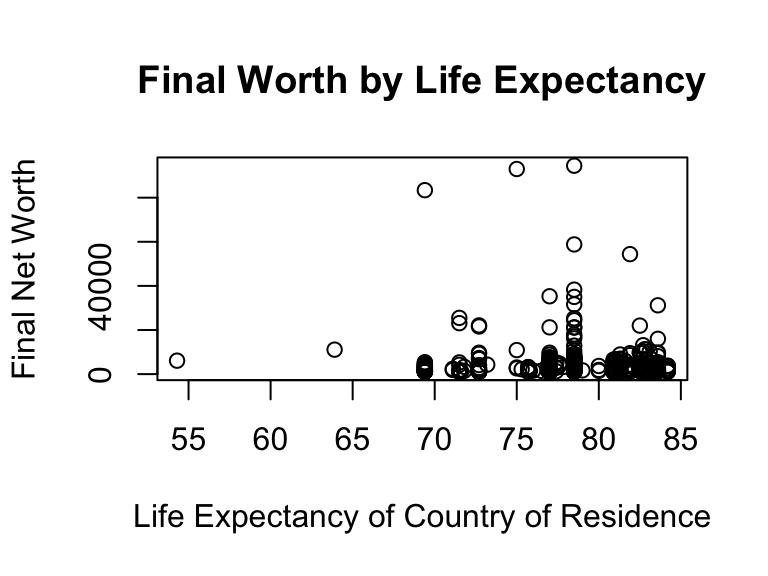 Final Worth by Life Expectancy
Final Net Worth
40000
0
55 60 65 70 75 80 85
Life Expectancy of Country of Residence